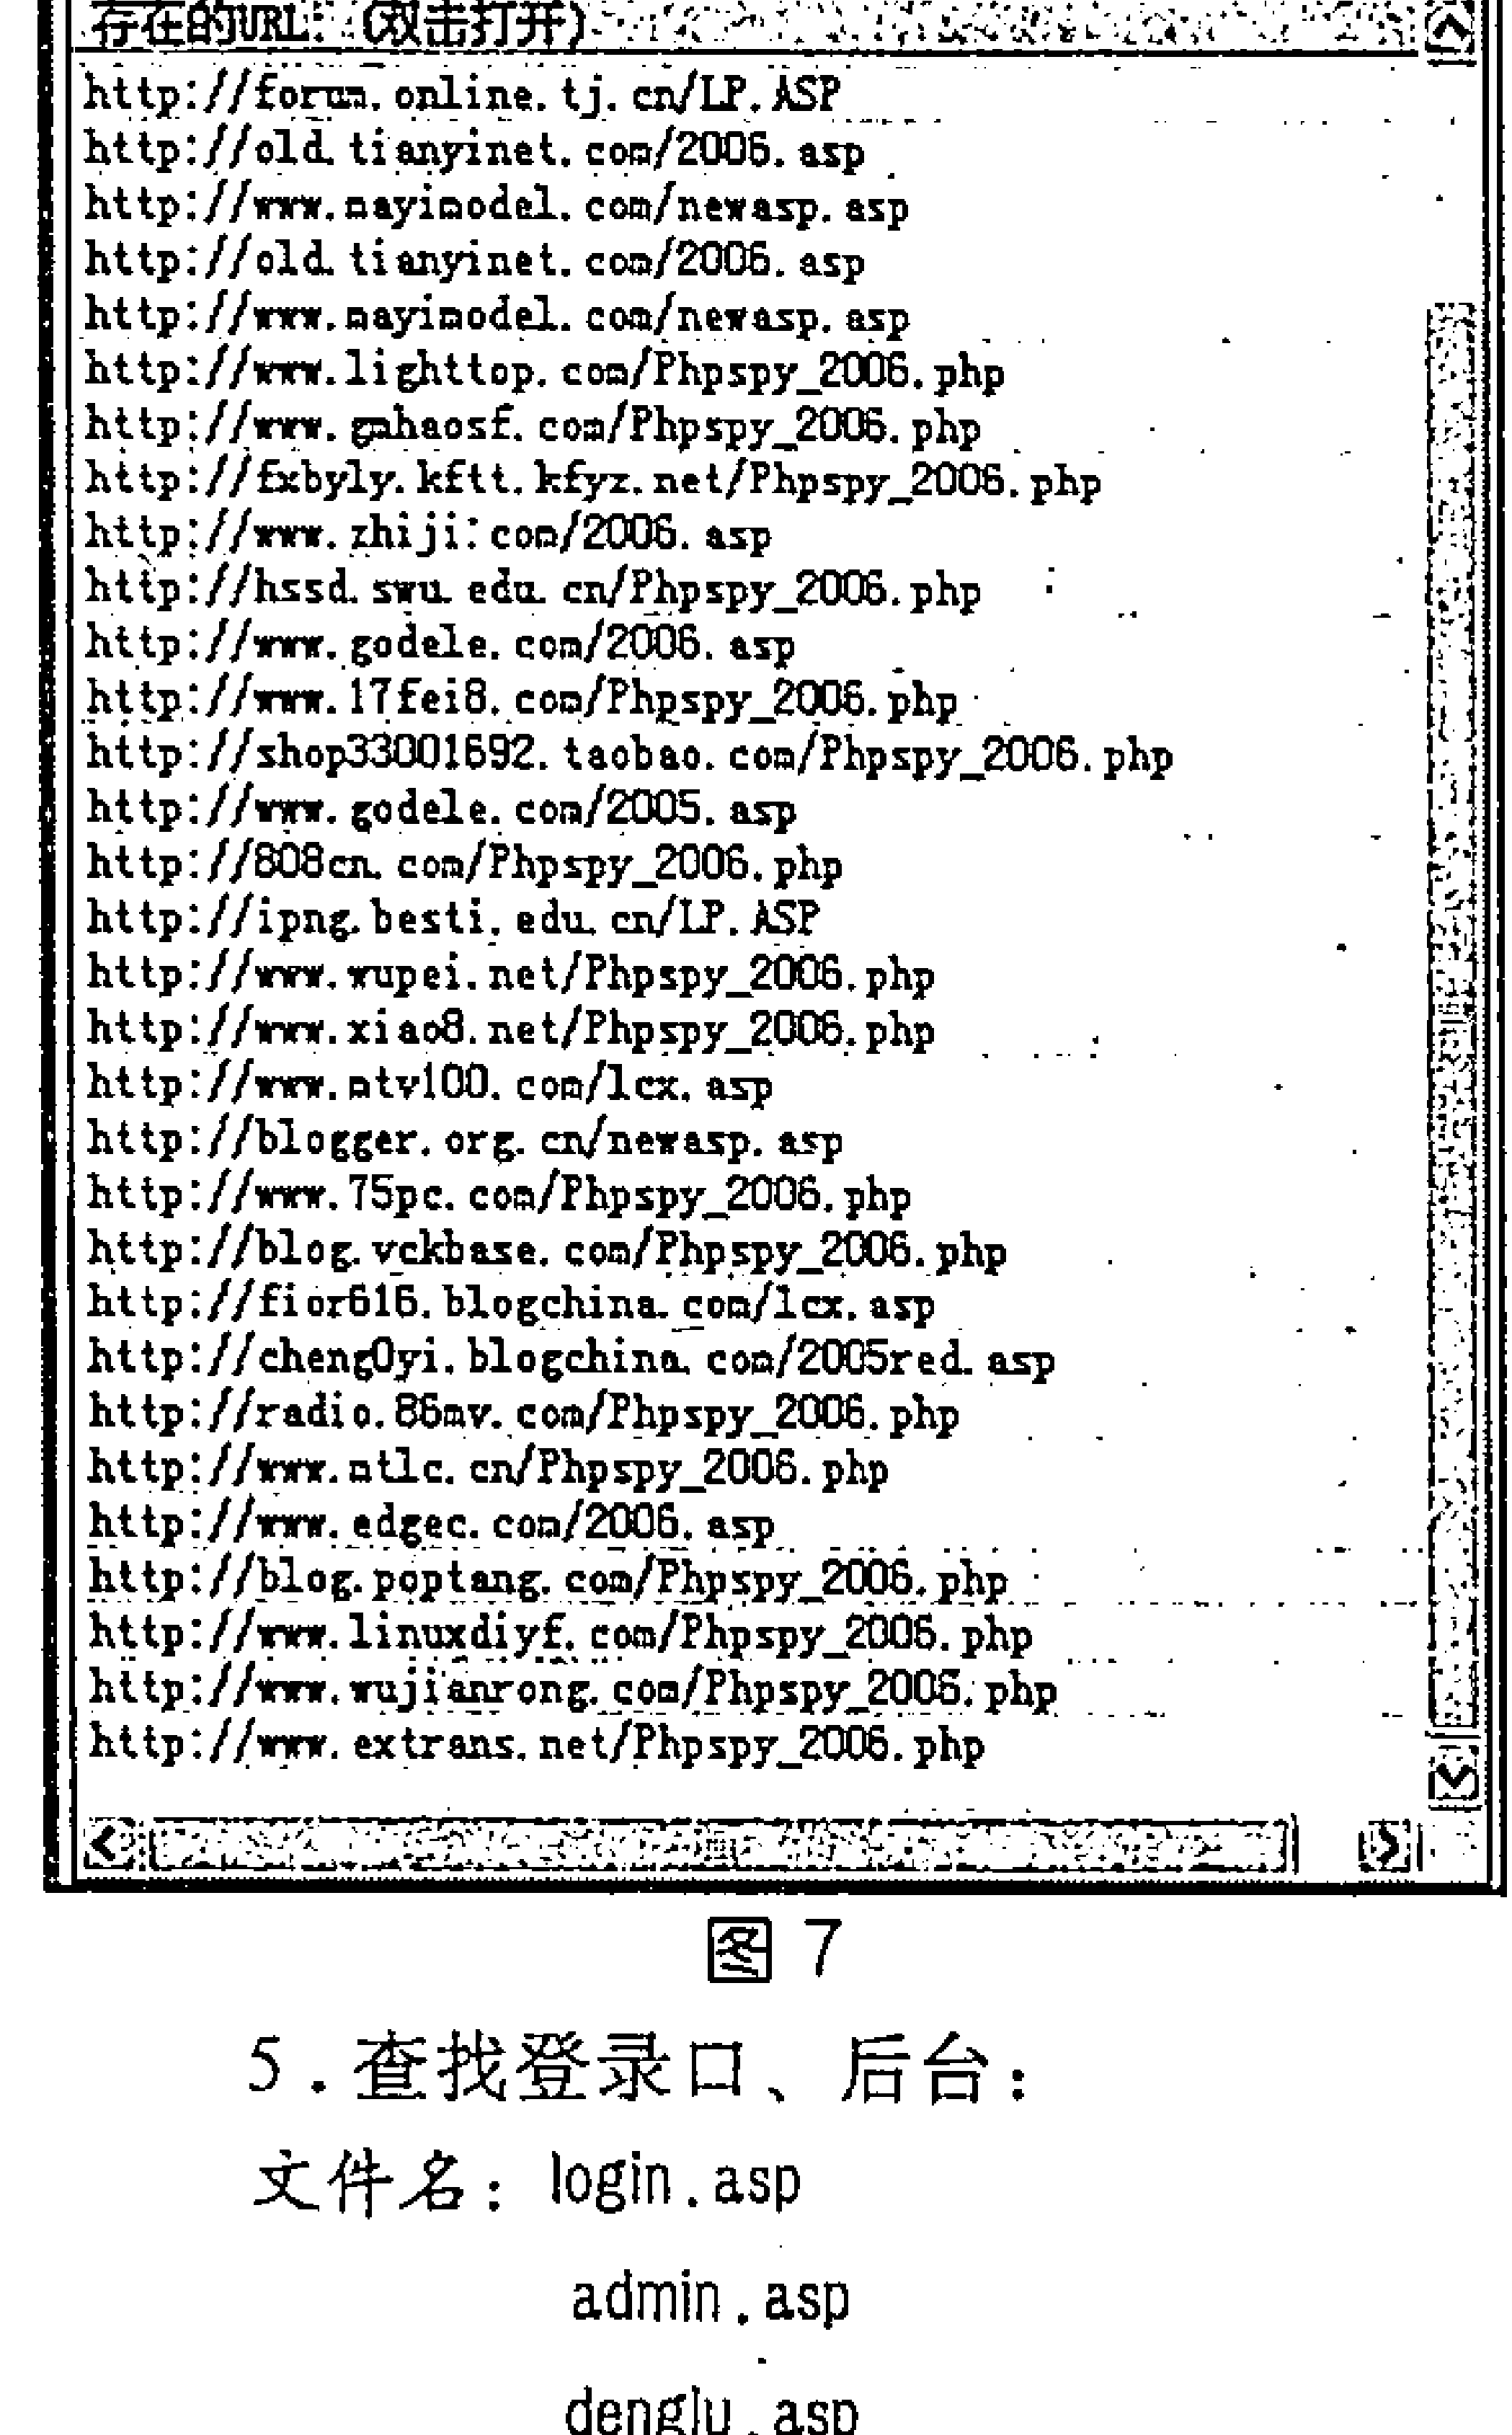 存在的URL: (双击打开)
http://forum.online.tj.cn/LP.ASP
http://old.tianyinet.com/2006.asp
http://www.mayimodel.com/newasp.asp
http://old.tianyinet.com/2006.asp
http://www.mayimodel.com/newasp.asp
http://www.lighttop.com/Phpspy_2006.php
http://www.gmhaosf.com/Phpspy_2006.php
http://fxbyly.kftt.kfyz.net/Phpspy_2006.php
http://www.zhiji.com/2006.asp
http://hssd.swu.edu.cn/Phpspy_2006.php
http://www.godele.com/2006.asp
http://www.17fei8.com/Phpspy_2006.php
http://shop33001692.taobao.com/Phpspy_2006.php
http://www.godele.com/2005.asp
http://808cn.com/Phpspy_2006.php
http://ipng.besti.edu.cn/LP.ASP
http://www.wupei.net/Phpspy_2006.php
http://www.xiao8.net/Phpspy_2006.php
http://www.mtv100.com/lcx.asp
http://blogger.org.cn/newasp.asp
http://www.75pc.com/Phpspy_2006.php
http://blog.vckbase.com/Phpspy_2006.php
http://fior616.blogchina.com/lcx.asp
http://cheng0yi.blogchina.com/2005red.asp
http://radio.86mv.com/Phpspy_2006.php
http://www.mtlc.cn/Phpspy_2006.php
http://www.edgec.com/2006.asp
http://blog.poptang.com/Phpspy_2006.php
http://www.linuxdiyf.com/Phpspy_2006.php
http://www.wujianrong.com/Phpspy_2006.php
http://www.extrans.net/Phpspy_2006.php
图 7
5.查找登录口、后台：
文件名：login.asp
admin.asp
denglu.asp